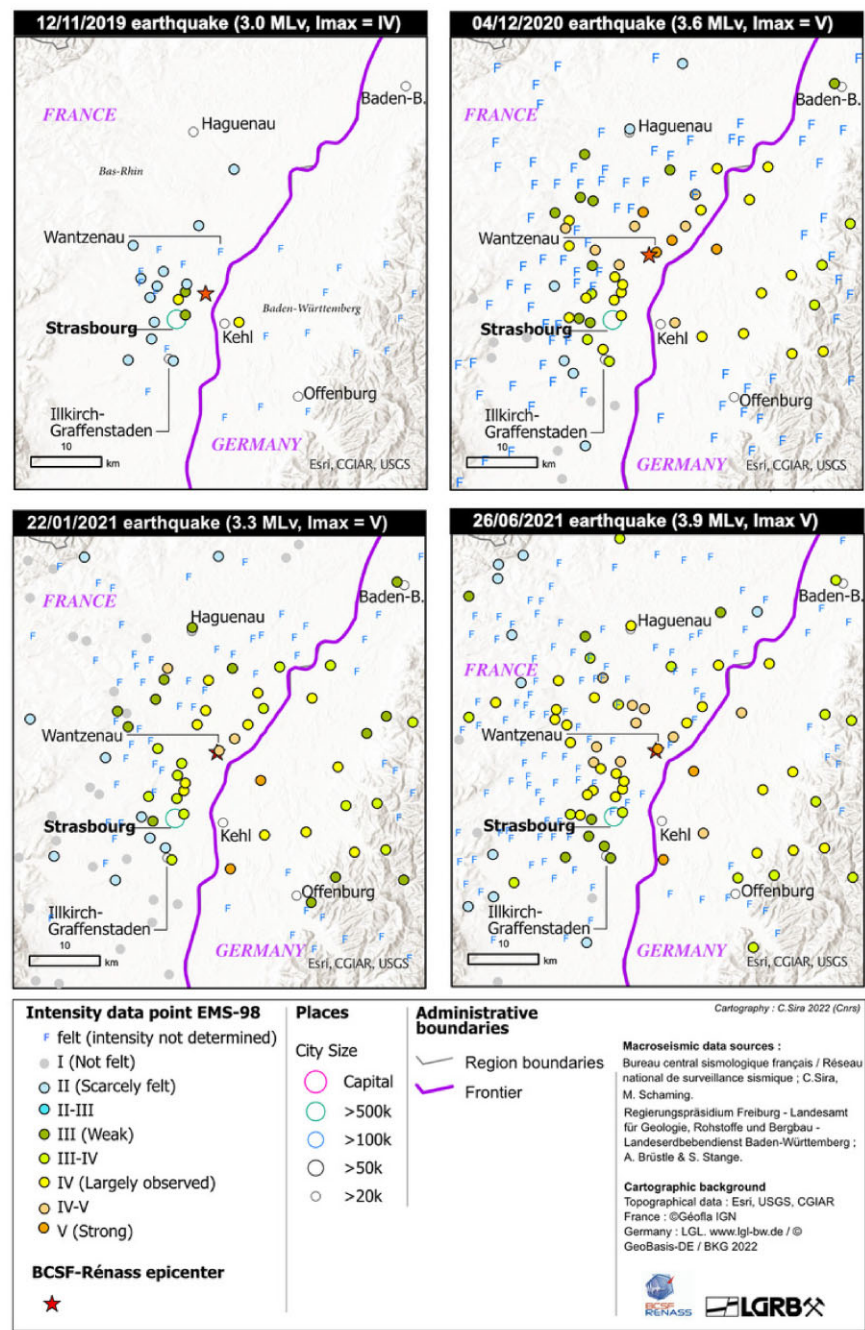 12/11/2019 earthquake (3.0 MLv, Imax = IV)
FRANCE
Baden-B.
Haguenau
Bas-Rhin
Wantzenau
Baden-Württemberg
Strasbourg
Kehl
Offenburg
Illkirch-
Graffenstaden
GERMANY
10
km
Esri, CGIAR, USGS
04/12/2020 earthquake (3.6 MLv, Imax = V)
Baden-B.
FRANCE
Haguenau
Wantzenau
Strasbourg
Kehl
Offenburg
Illkirch-
Graffenstaden
GERMANY
10
km
Esri, CGIAR, USGS
22/01/2021 earthquake (3.3 MLv, Imax = V)
FRANCE
Baden-B.
Haguenau
Wantzenau
Strasbourg
Kehl
Offenburg
Illkirch-
Graffenstaden
GERMANY
10
km
Esri, CGIAR, USGS
26/06/2021 earthquake (3.9 MLv, Imax V)
Baden-B.
Haguenau
FRANCE
Wantzenau
Strasbourg
Kehl
Offenburg
Illkirch-
Graffenstaden
GERMANY
10
km
Esri, CGIAR, USGS
Intensity data point EMS-98
F felt (intensity not determined)
I (Not felt)
II (Scarcely felt)
II-III
III (Weak)
III-IV
IV (Largely observed)
IV-V
V (Strong)
BCSF-Rénass epicenter
Places
City Size
Capital
>500k
>100k
>50k
>20k
Administrative
boundaries
Region boundaries
Frontier
Cartography : C.Sira 2022 (Cnrs)
Macroseismic data sources :
Bureau central sismologique français / Réseau
national de surveillance sismique ; C.Sira,
M. Schaming.
Regierungspräsidium Freiburg - Landesamt
für Geologie, Rohstoffe und Bergbau -
Landeserdbebendienst Baden-Württemberg ;
A. Brüstle & S. Stange.
Cartographic background
Topographical data : Esri, USGS, CGIAR
France : ©Géofla IGN
Germany : LGL. www.lgl-bw.de / ©
GeoBasis-DE / BKG 2022
BCSF
RENASS
LGRB